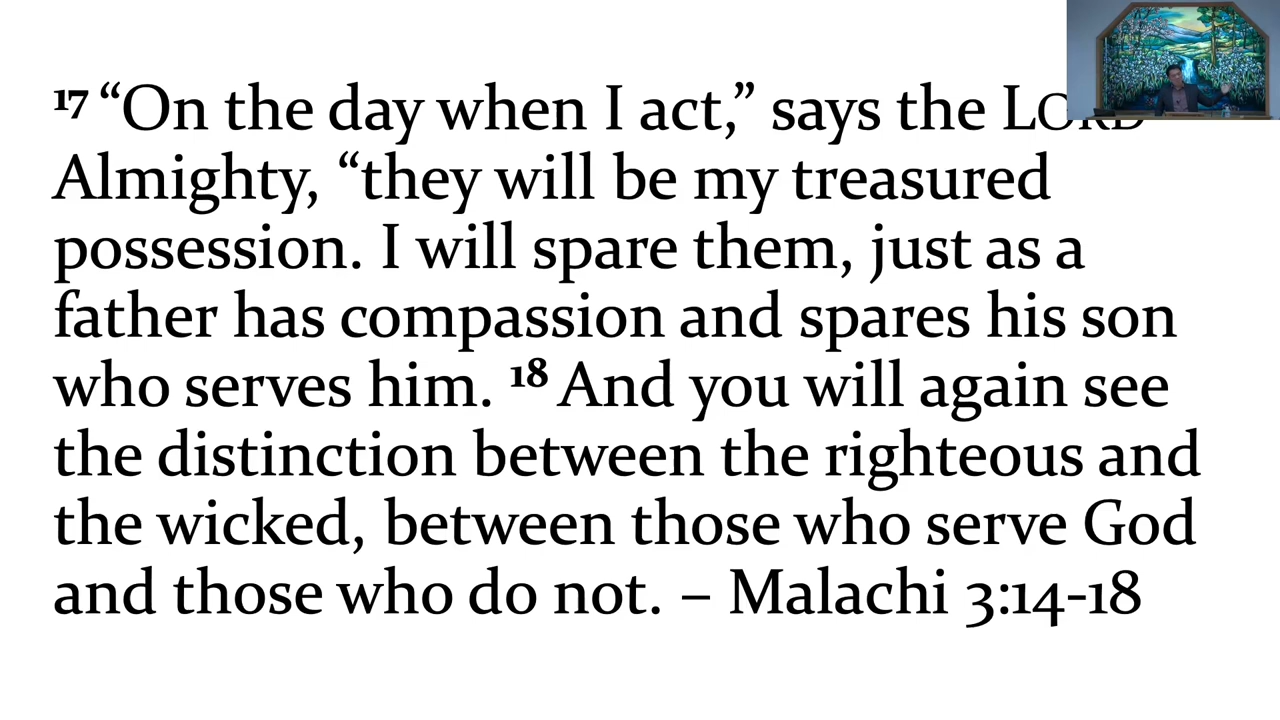 17 “On the day when I act,” says the LORD
Almighty, “they will be my treasured
possession. I will spare them, just as a
father has compassion and spares his son
who serves him. 18 And you will again see
the distinction between the righteous and
the wicked, between those who serve God
and those who do not. – Malachi 3:14-18